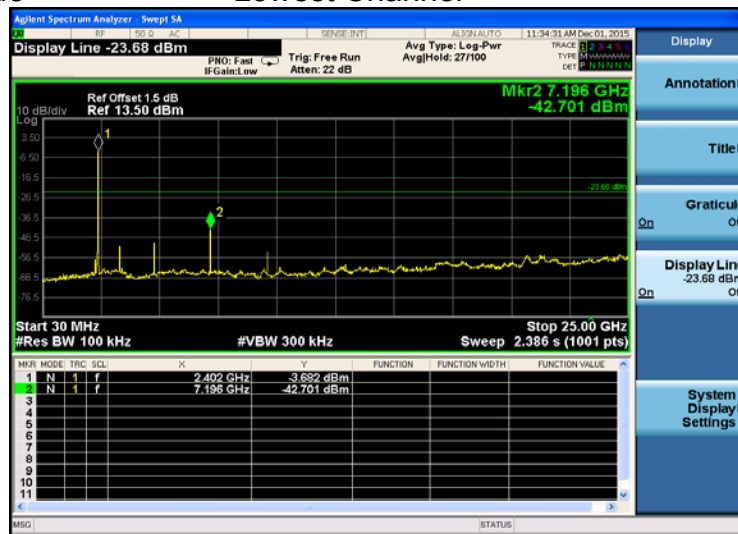 Lowest Channel
Agilent Spectrum Analyzer - Swept SA
RF 50 Ω AC SENSE:INT ALIGN AUTO 11:34:31 AM Dec 01, 2015
Display Line -23.68 dBm
PNO: Fast
IFGain:Low
Trig: Free Run
Atten: 22 dB
Avg Type: Log-Pwr
Avg|Hold: 27/100
TRACE 1 2 3 4 5 6
TYPE M
DET P N N N N N
Mkr2 7.196 GHz
-42.701 dBm
Ref Offset 1.5 dB
10 dB/div Ref 13.50 dBm
Log
3.50
-6.50
-16.5
-26.5
-36.5
-46.5
-56.5
-66.5
-76.5
1
2
-23.68 dBm
Start 30 MHz Stop 25.00 GHz
#Res BW 100 kHz #VBW 300 kHz Sweep 2.386 s (1001 pts)
MKR MODE TRC SCL X Y FUNCTION FUNCTION WIDTH FUNCTION VALUE
1 N 1 f 2.402 GHz -3.682 dBm
2 N 1 f 7.196 GHz -42.701 dBm
3
4
5
6
7
8
9
10
11
MSG STATUS
Display
Annotation
Title
Graticul
On O
Display Lin
-23.68 dBr
On O
System
Display
Settings